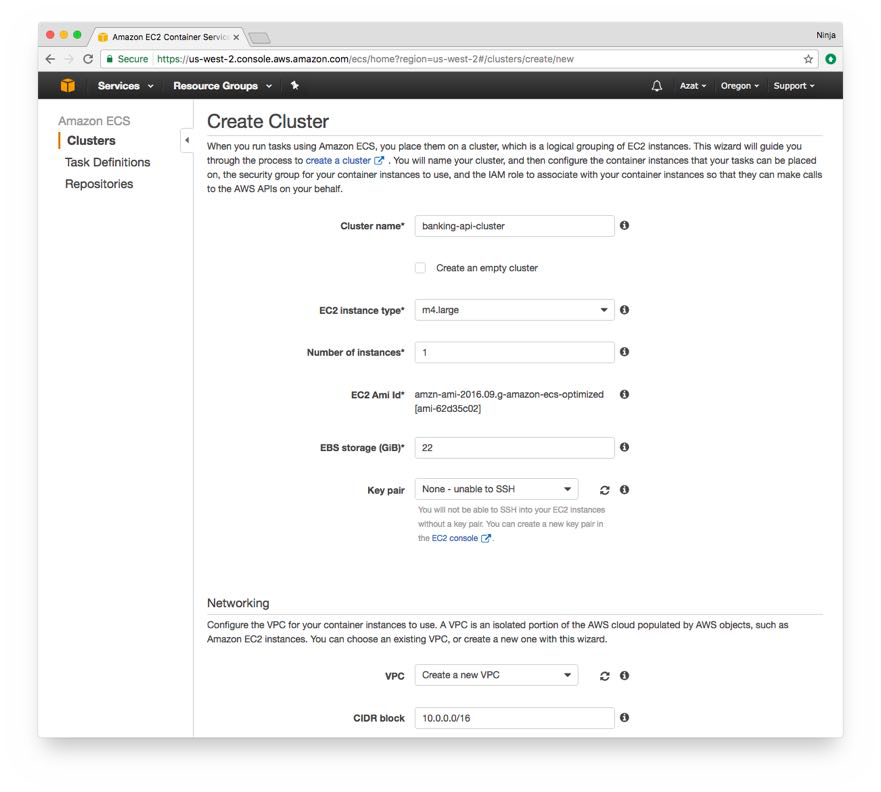 Amazon EC2 Container Servic
Ninja
Secure https://us-west-2.console.aws.amazon.com/ecs/home?region=us-west-2#/clusters/create/new
Services Resource Groups Azat Oregon Support
Amazon ECS
Clusters
Task Definitions
Repositories
Create Cluster
When you run tasks using Amazon ECS, you place them on a cluster, which is a logical grouping of EC2 instances. This wizard will guide you
through the process to create a cluster . You will name your cluster, and then configure the container instances that your tasks can be placed
on, the security group for your container instances to use, and the IAM role to associate with your container instances so that they can make calls
to the AWS APIs on your behalf.
Cluster name* banking-api-cluster
Create an empty cluster
EC2 instance type* m4.large
Number of instances* 1
EC2 Ami Id* amzn-ami-2016.09.g-amazon-ecs-optimized
[ami-62d35c02]
EBS storage (GiB)* 22
Key pair None - unable to SSH
You will not be able to SSH into your EC2 instances
without a key pair. You can create a new key pair in
the EC2 console .
Networking
Configure the VPC for your container instances to use. A VPC is an isolated portion of the AWS cloud populated by AWS objects, such as
Amazon EC2 instances. You can choose an existing VPC, or create a new one with this wizard.
VPC Create a new VPC
CIDR block 10.0.0.0/16